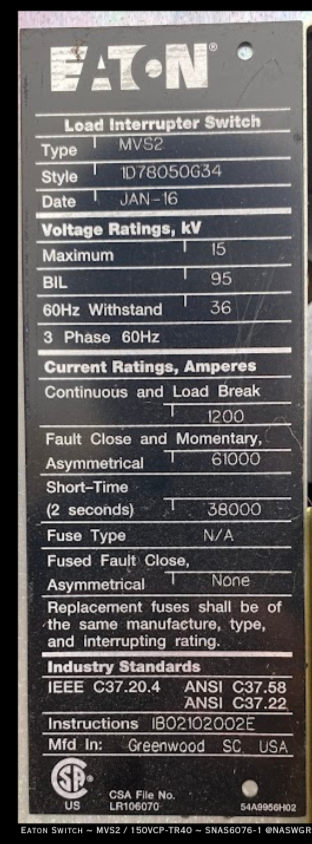 EATON®
Load Interrupter Switch
Type MVS2
Style 1D78050G34
Date JAN-16
Voltage Ratings, kV
Maximum 15
BIL 95
60Hz Withstand 36
3 Phase 60Hz
Current Ratings, Amperes
Continuous and Load Break
1200
Fault Close and Momentary,
Asymmetrical 61000
Short-Time
(2 seconds) 38000
Fuse Type N/A
Fused Fault Close,
Asymmetrical None
Replacement fuses shall be of
the same manufacture, type,
and interrupting rating.
Industry Standards
IEEE C37.20.4 ANSI C37.58
ANSI C37.22
Instructions IB02102002E
Mfd In: Greenwood SC USA
SA®
US
CSA File No.
LR106070
54A9956H02
EATON SWITCH ~ MVS2 / 150VCP-TR40 ~ SNAS6076-1 @NASWGR